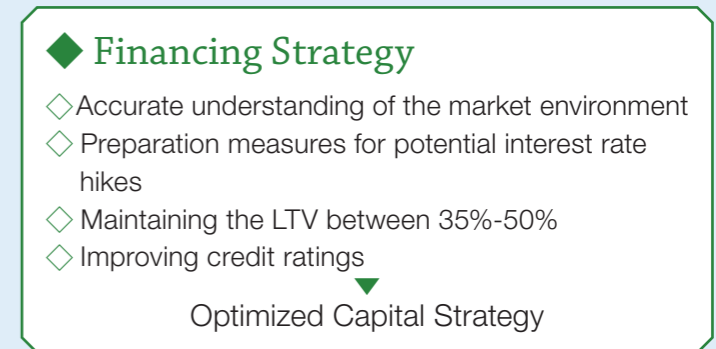 ◆ Financing Strategy
◇ Accurate understanding of the market environment
◇ Preparation measures for potential interest rate
hikes
◇ Maintaining the LTV between 35%-50%
◇ Improving credit ratings
▼
Optimized Capital Strategy